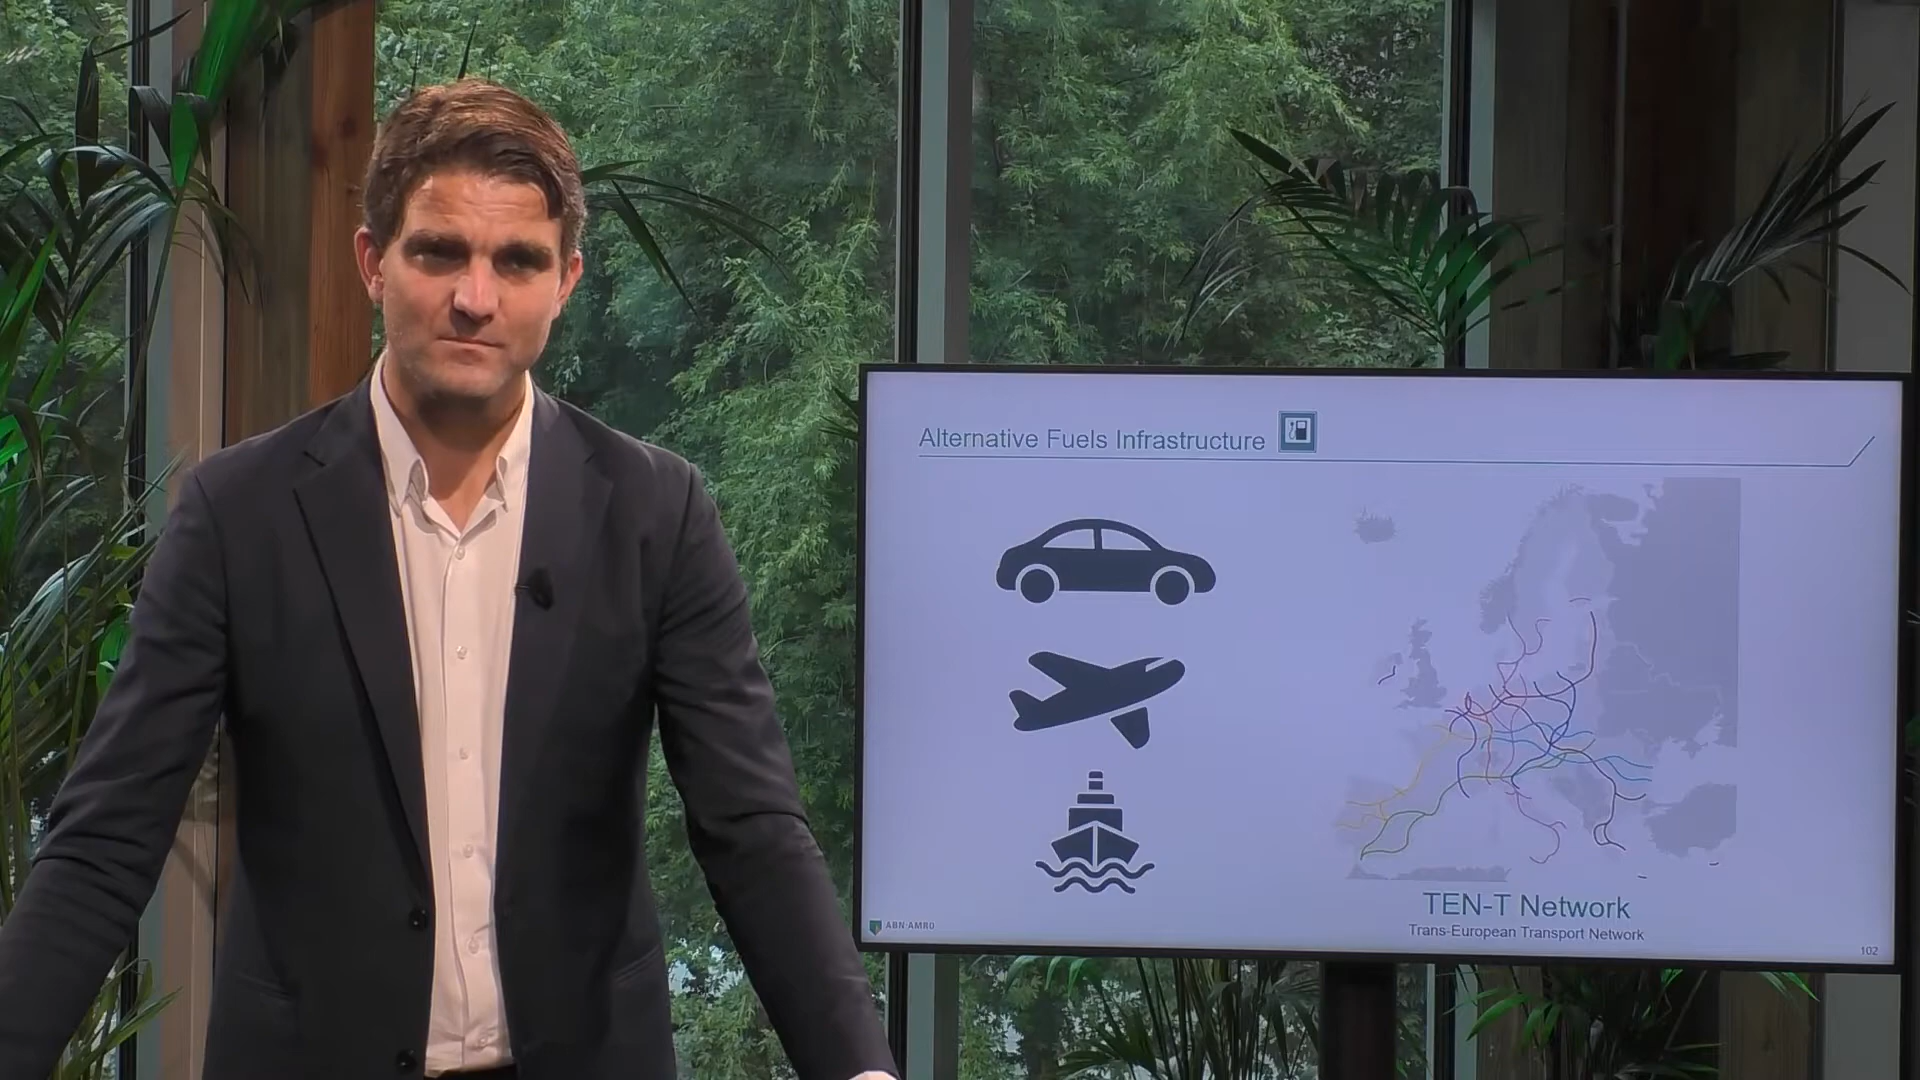 Alternative Fuels Infrastructure
TEN-T Network
Trans-European Transport Network
ABN·AMRO
102